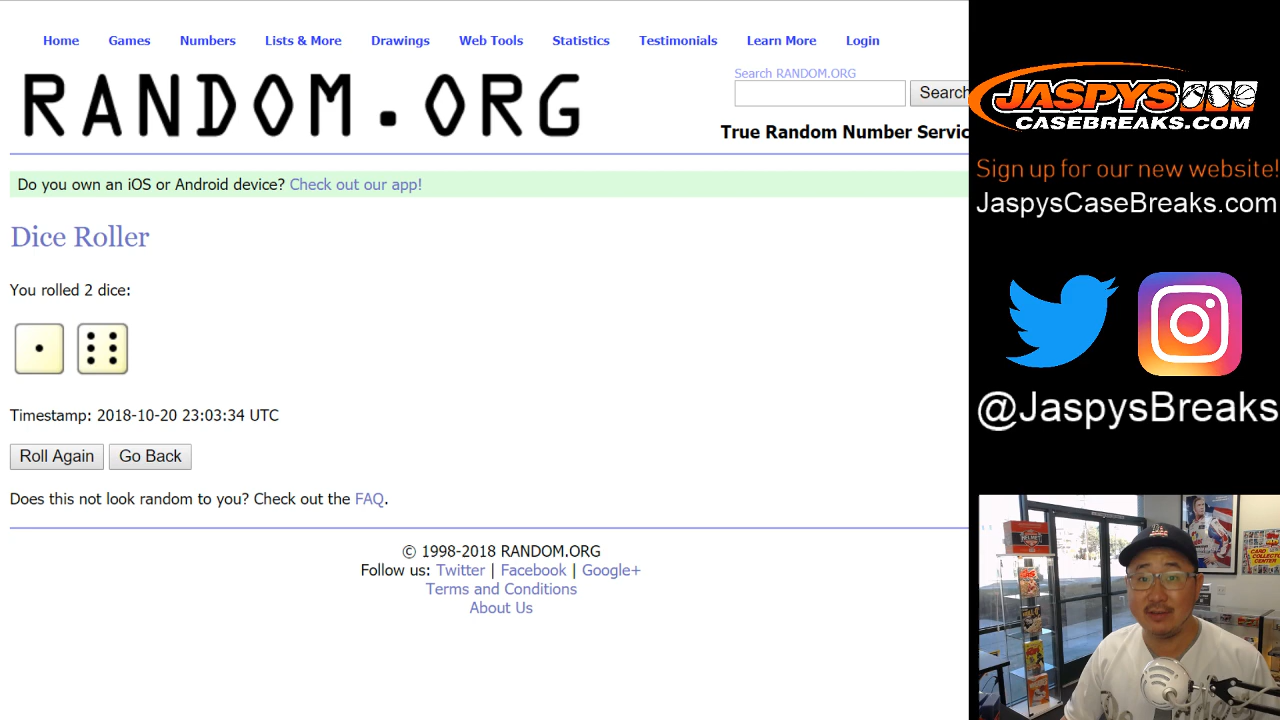 Home Games Numbers Lists & More Drawings Web Tools Statistics Testimonials Learn More Login
RANDOM.ORG
Search RANDOM.ORG
Search
True Random Number Servic
Do you own an iOS or Android device? Check out our app!
Dice Roller
You rolled 2 dice:
Timestamp: 2018-10-20 23:03:34 UTC
Roll Again Go Back
Does this not look random to you? Check out the FAQ.
© 1998-2018 RANDOM.ORG
Follow us: Twitter | Facebook | Google+
Terms and Conditions
About Us
JASPYS
CASEBREAKS.COM
Sign up for our new website!
JaspysCaseBreaks.com
@JaspysBreaks
HELMET
CARD
COLLECTOR
CENTER